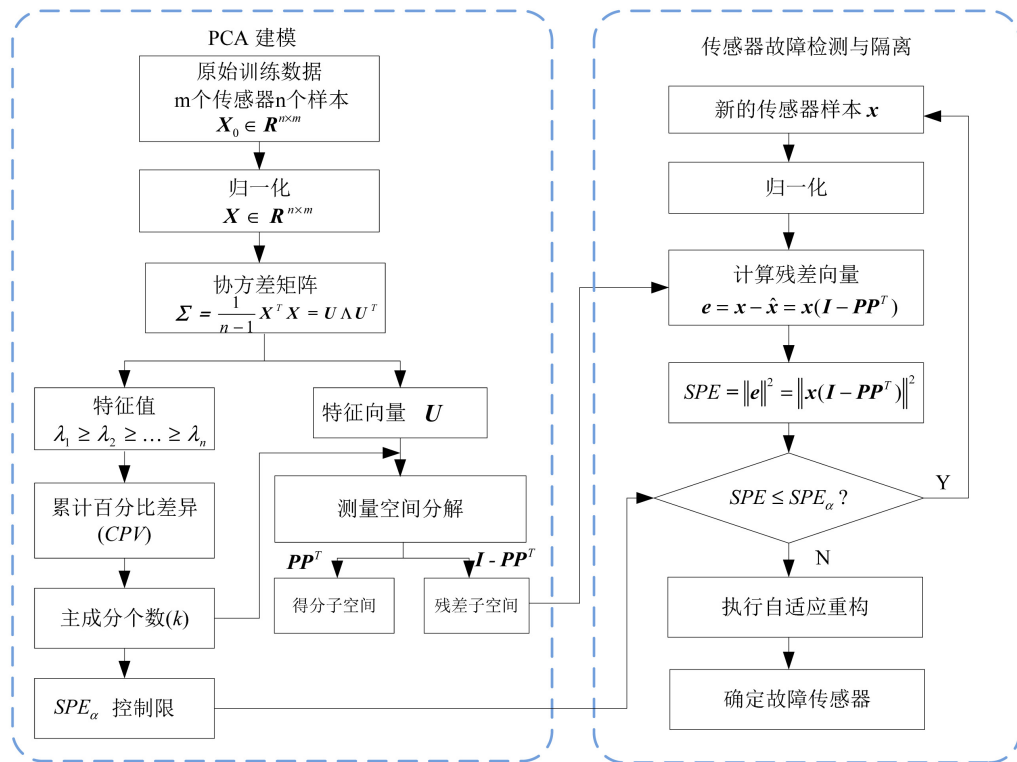 PCA 建模
原始训练数据
m个传感器n个样本
X₀ ∈ Rⁿˣᵐ
归一化
X ∈ Rⁿˣᵐ
协方差矩阵
Σ = 1/(n−1) XᵀX = UΛUᵀ
特征值
λ₁ ≥ λ₂ ≥ … ≥ λₙ
特征向量 U
累计百分比差异
(CPV)
测量空间分解
PPᵀ
I - PPᵀ
得分子空间
残差子空间
主成分个数(k)
SPEα 控制限
传感器故障检测与隔离
新的传感器样本 x
归一化
计算残差向量
e = x − x̂ = x(I − PPᵀ)
SPE = ‖e‖² = ‖x(I − PPᵀ)‖²
SPE ≤ SPEα ?
Y
N
执行自适应重构
确定故障传感器